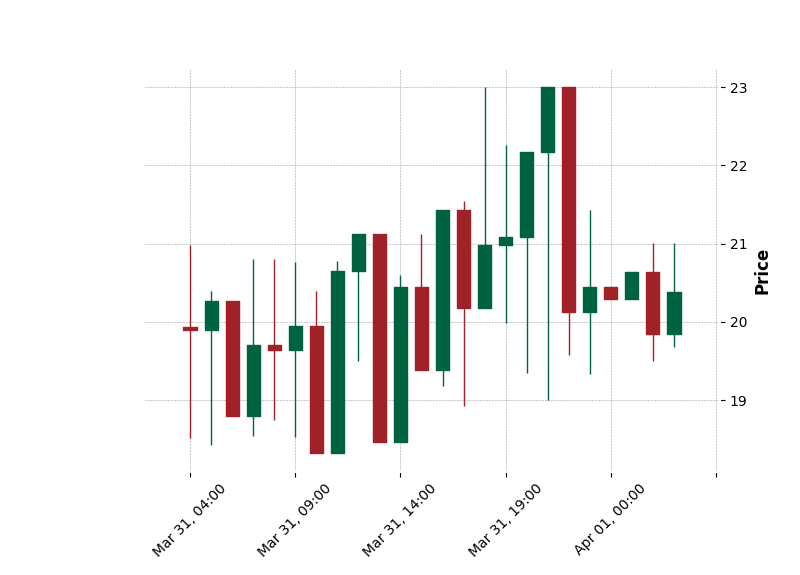 23
22
21
20
19
Price
Mar 31, 04:00
Mar 31, 09:00
Mar 31, 14:00
Mar 31, 19:00
Apr 01, 00:00